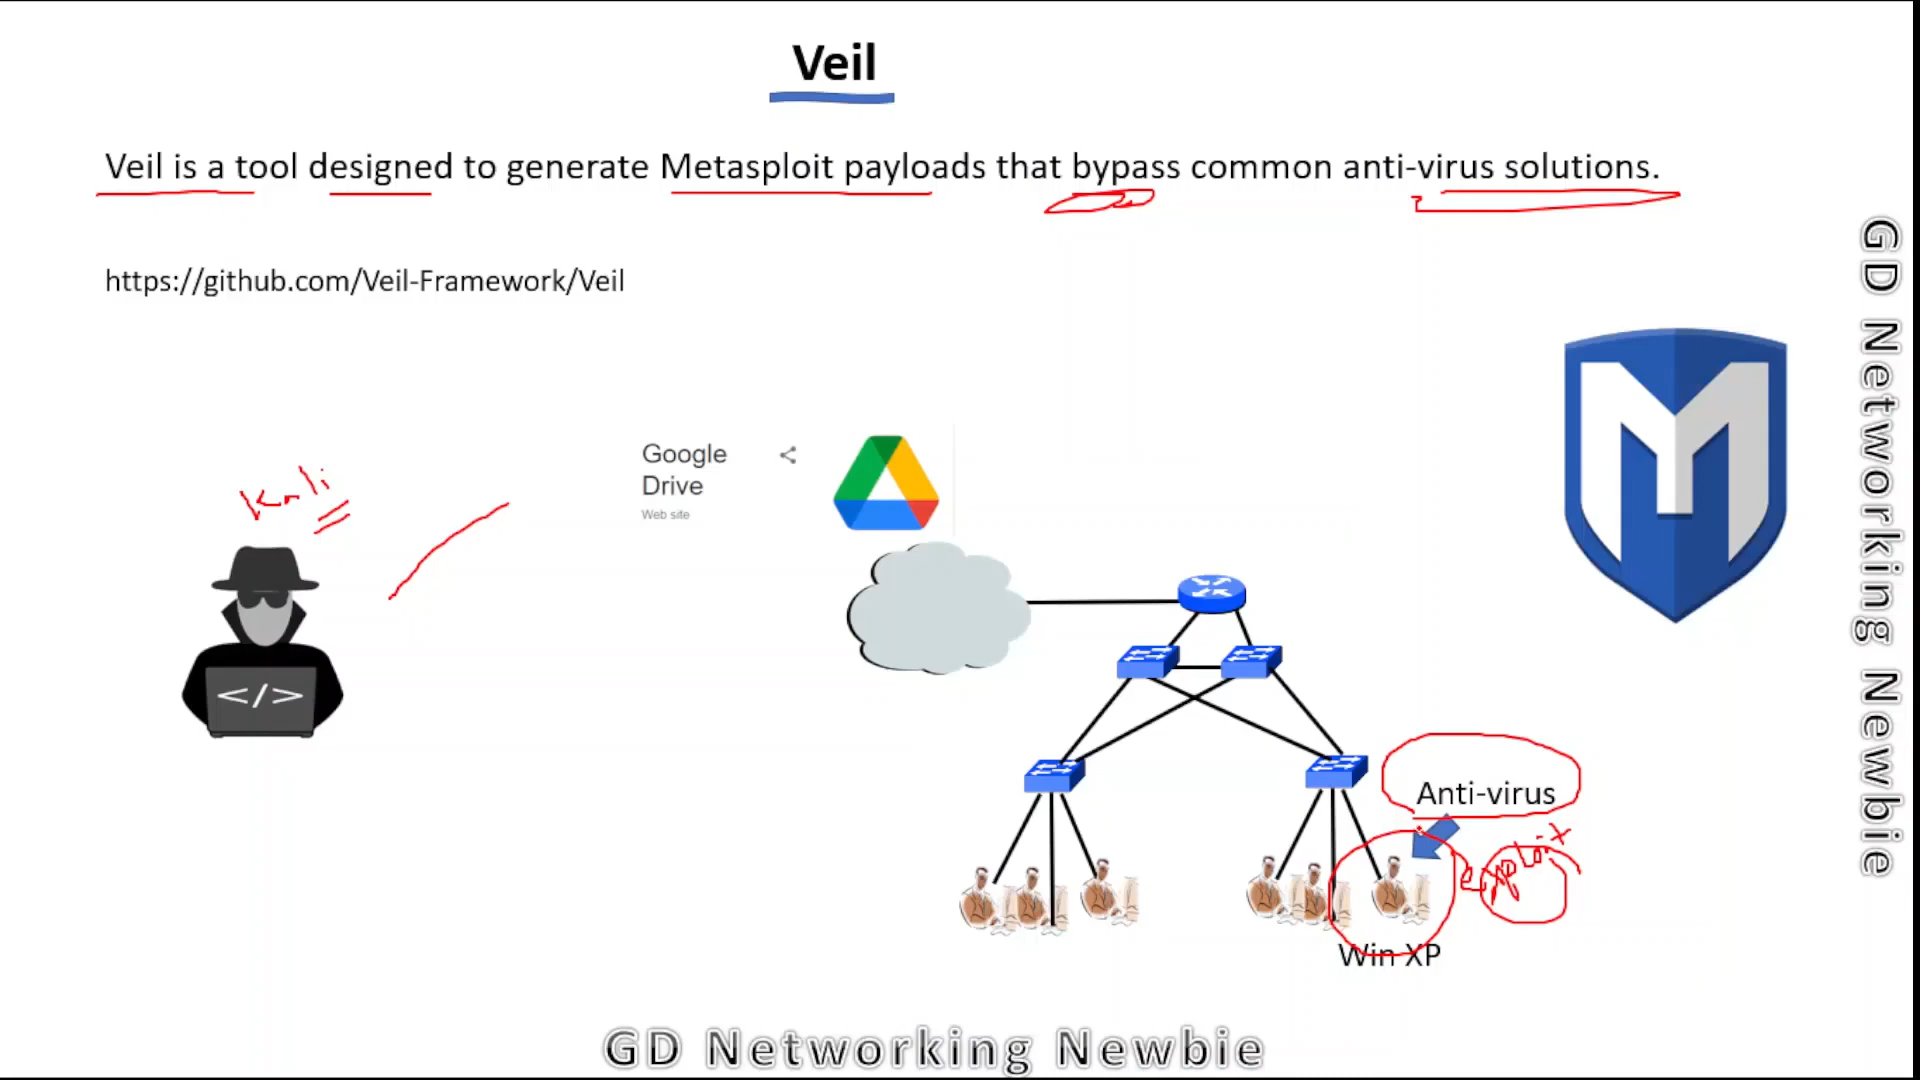 Veil
Veil is a tool designed to generate Metasploit payloads that bypass common anti-virus solutions.
https://github.com/Veil-Framework/Veil
Google
Drive
Web site
Kali
</>
Anti-virus
exploit
Win XP
GD Networking Newbie
GD Networking Newbie